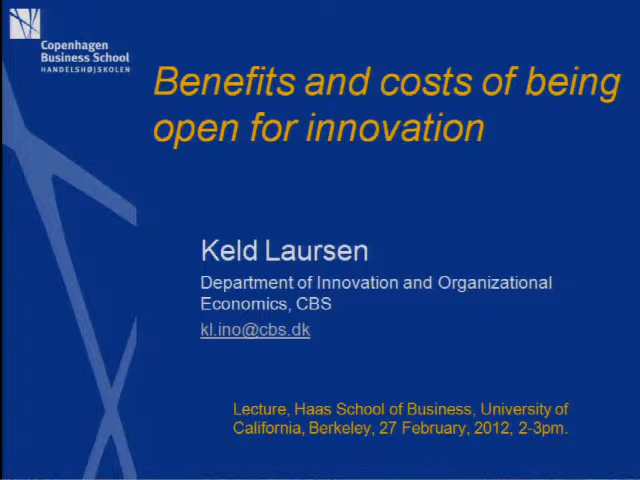 Copenhagen
Business School
HANDELSHØJSKOLEN
Benefits and costs of being
open for innovation
Keld Laursen
Department of Innovation and Organizational
Economics, CBS
kl.ino@cbs.dk
Lecture, Haas School of Business, University of
California, Berkeley, 27 February, 2012, 2-3pm.